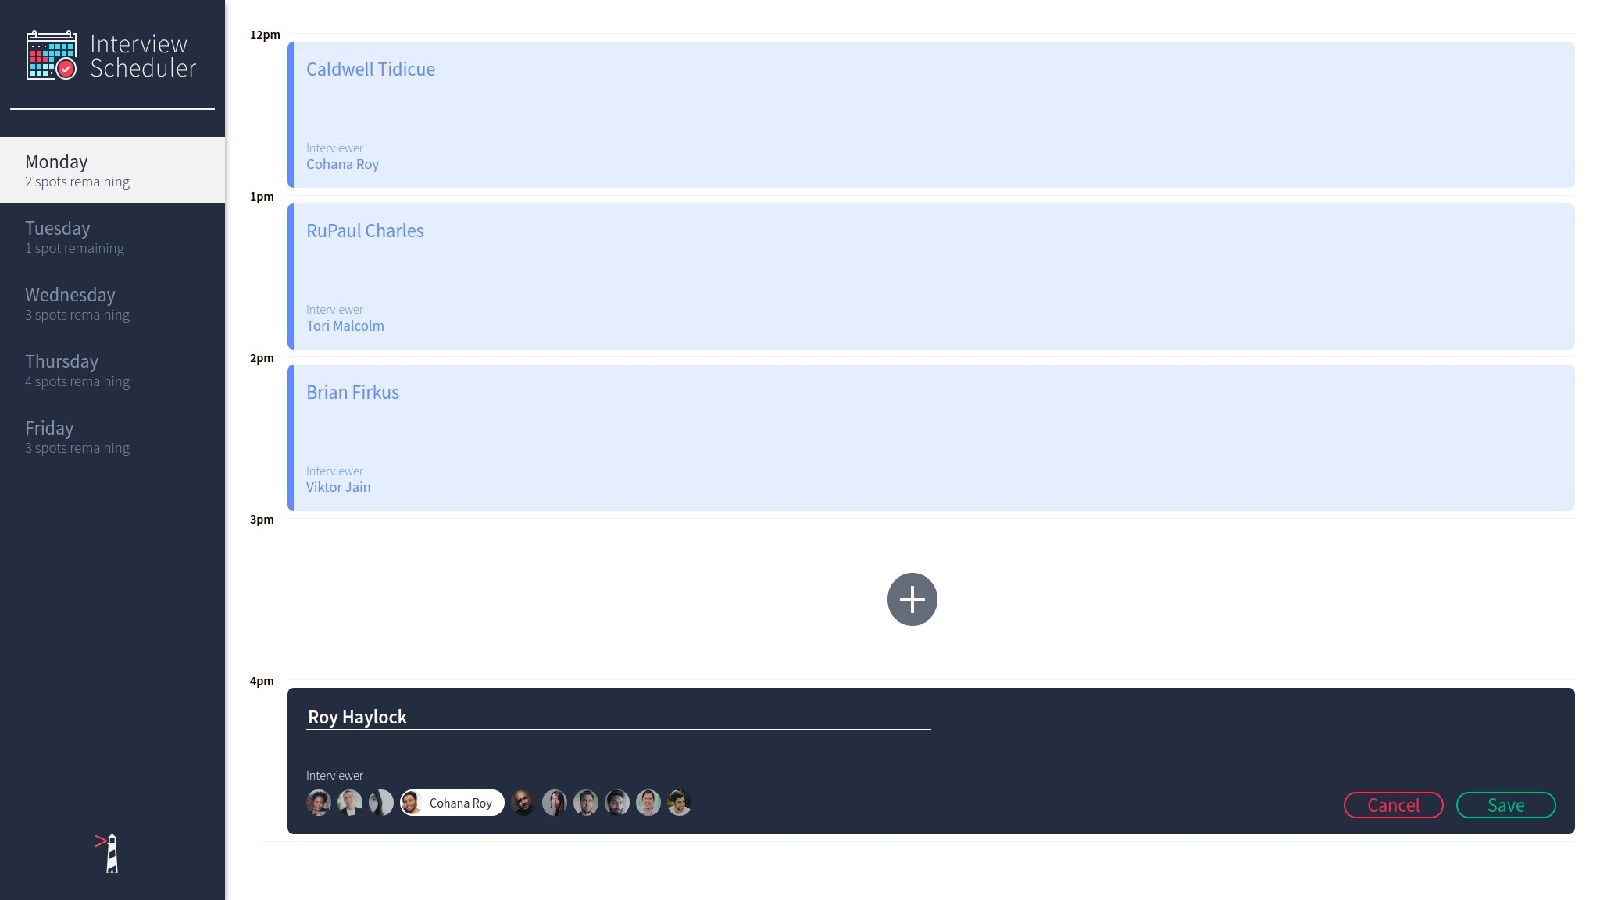 Interview
Scheduler
Monday
2 spots remaining
Tuesday
1 spot remaining
Wednesday
3 spots remaining
Thursday
4 spots remaining
Friday
3 spots remaining
12pm
Caldwell Tidicue
Interviewer
Cohana Roy
1pm
RuPaul Charles
Interviewer
Tori Malcolm
2pm
Brian Firkus
Interviewer
Viktor Jain
3pm
4pm
Roy Haylock
Interviewer
Cohana Roy
Cancel
Save